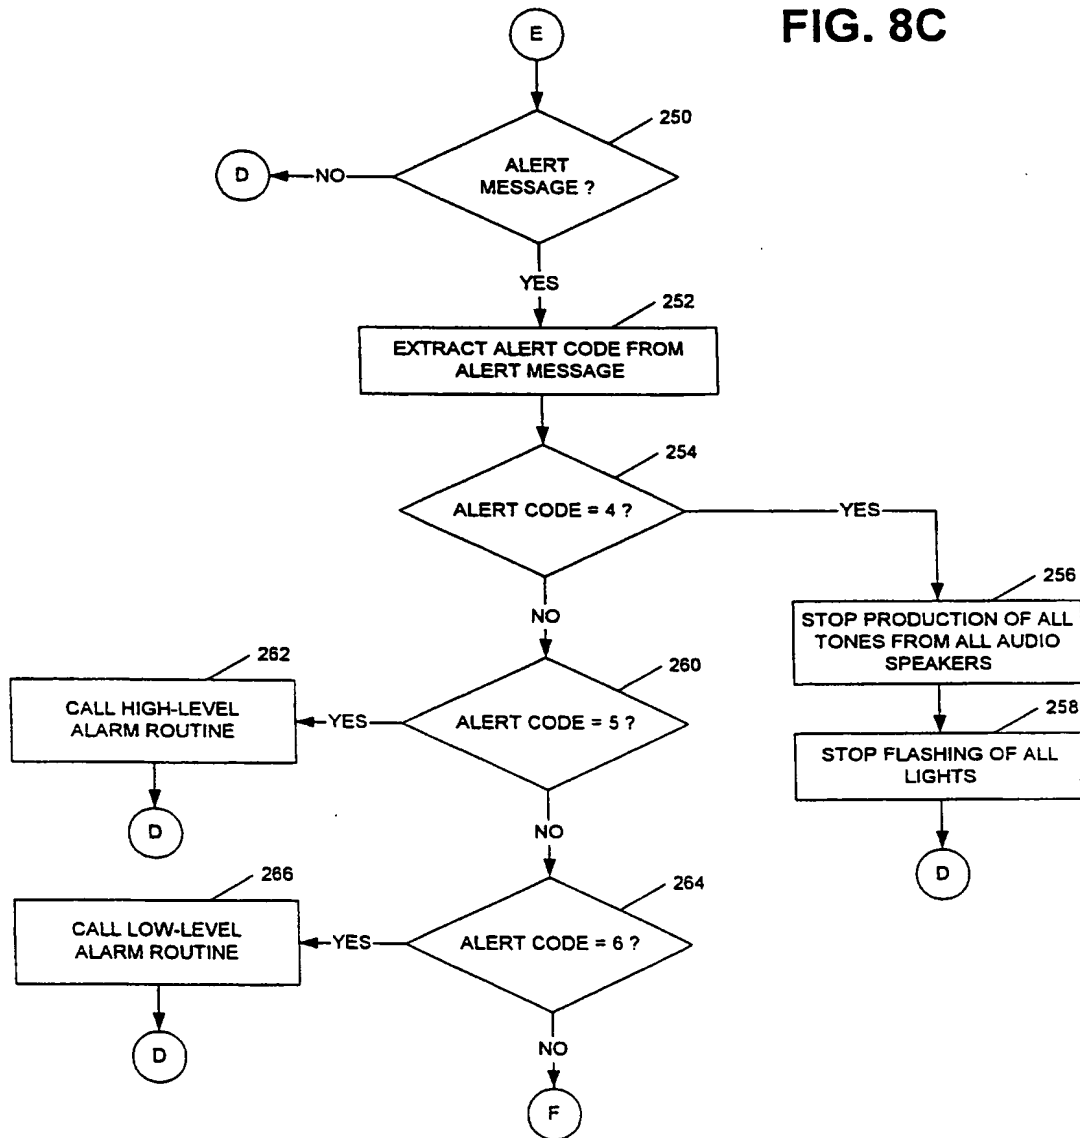 FIG. 8C
E
250
ALERT
MESSAGE ?
D
NO
YES
252
EXTRACT ALERT CODE FROM
ALERT MESSAGE
254
ALERT CODE = 4 ?
YES
NO
256
STOP PRODUCTION OF ALL
TONES FROM ALL AUDIO
SPEAKERS
258
STOP FLASHING OF ALL
LIGHTS
D
260
ALERT CODE = 5 ?
YES
262
CALL HIGH-LEVEL
ALARM ROUTINE
D
NO
264
ALERT CODE = 6 ?
YES
266
CALL LOW-LEVEL
ALARM ROUTINE
D
NO
F